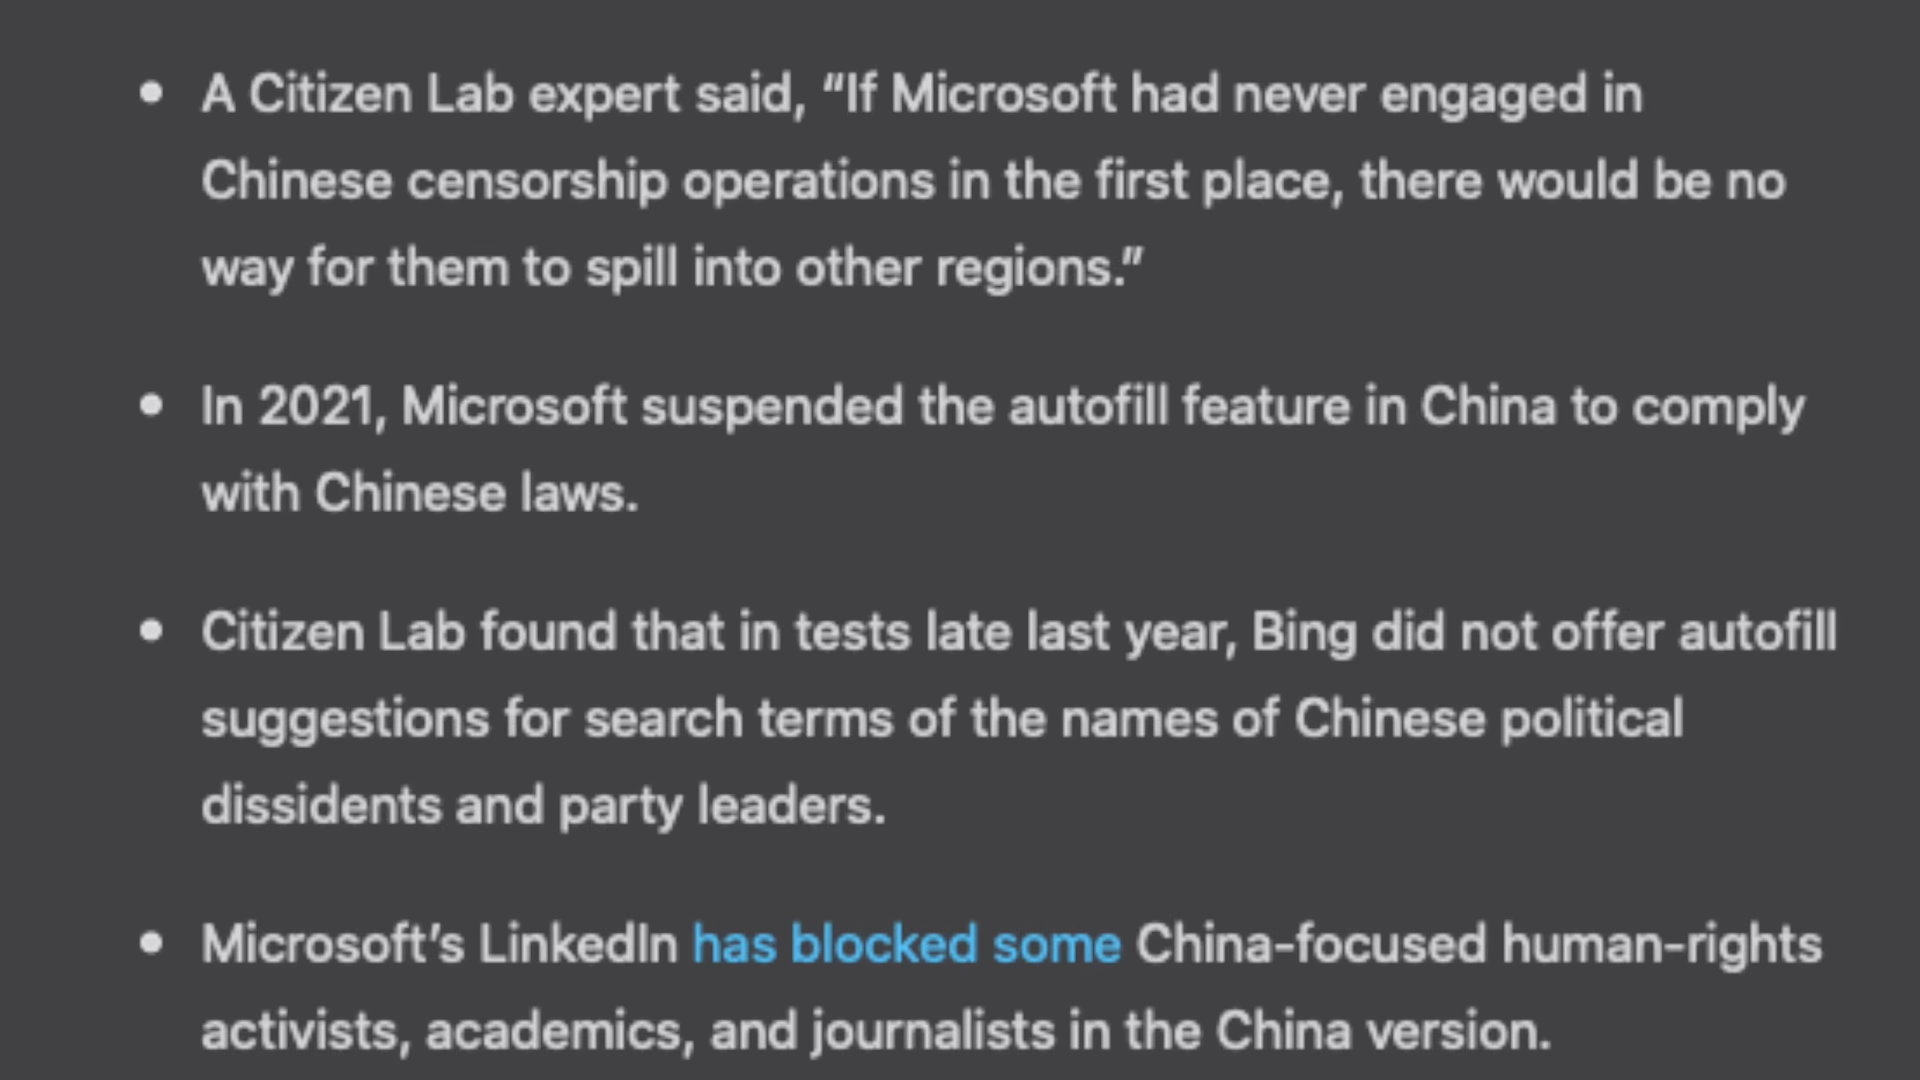 • A Citizen Lab expert said, “If Microsoft had never engaged in
Chinese censorship operations in the first place, there would be no
way for them to spill into other regions.”
• In 2021, Microsoft suspended the autofill feature in China to comply
with Chinese laws.
• Citizen Lab found that in tests late last year, Bing did not offer autofill
suggestions for search terms of the names of Chinese political
dissidents and party leaders.
• Microsoft’s LinkedIn has blocked some China-focused human-rights
activists, academics, and journalists in the China version.